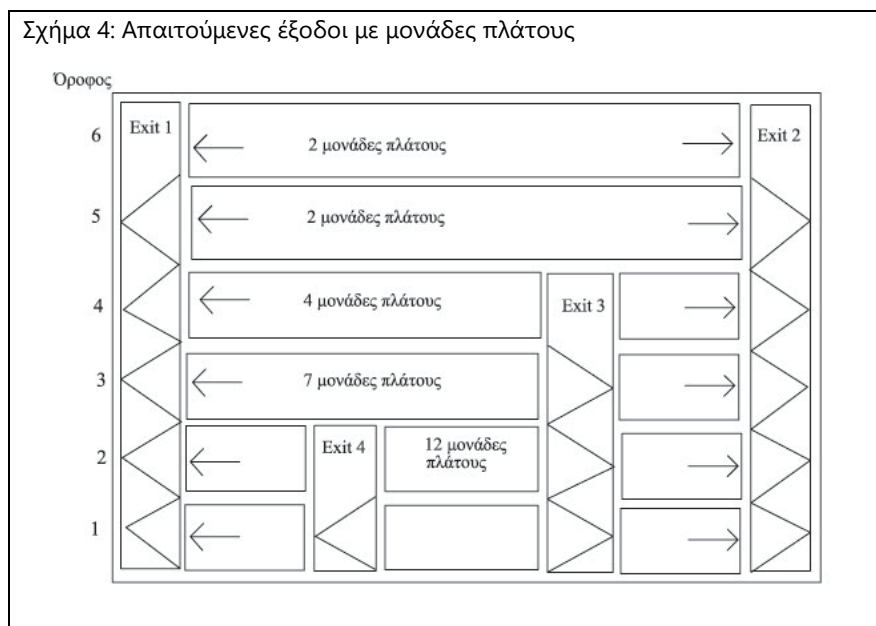 Σχήμα 4: Απαιτούμενες έξοδοι με μονάδες πλάτους
Όροφος
6
Exit 1
2 μονάδες πλάτους
Exit 2
5
2 μονάδες πλάτους
4
4 μονάδες πλάτους
Exit 3
3
7 μονάδες πλάτους
2
Exit 4
12 μονάδες
πλάτους
1